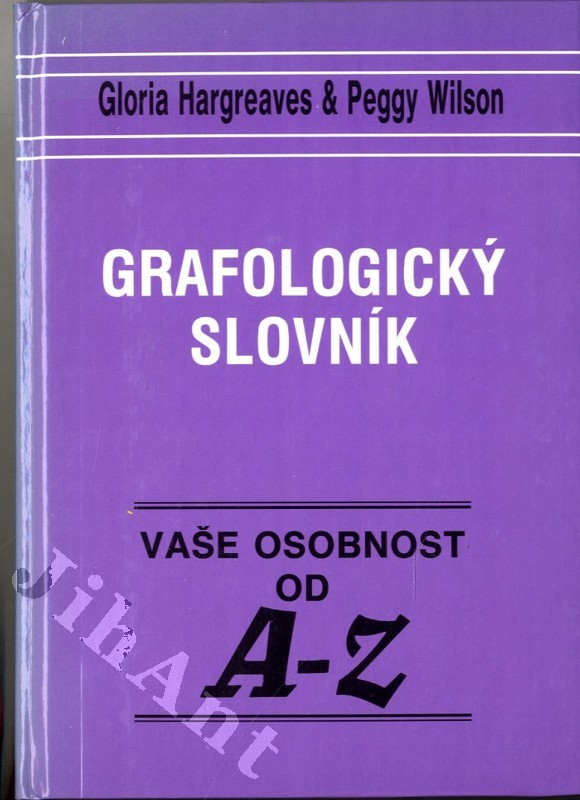 Gloria Hargreaves & Peggy Wilson
GRAFOLOGICKÝ
SLOVNÍK
VAŠE OSOBNOST
OD
A-Z
JihAnt